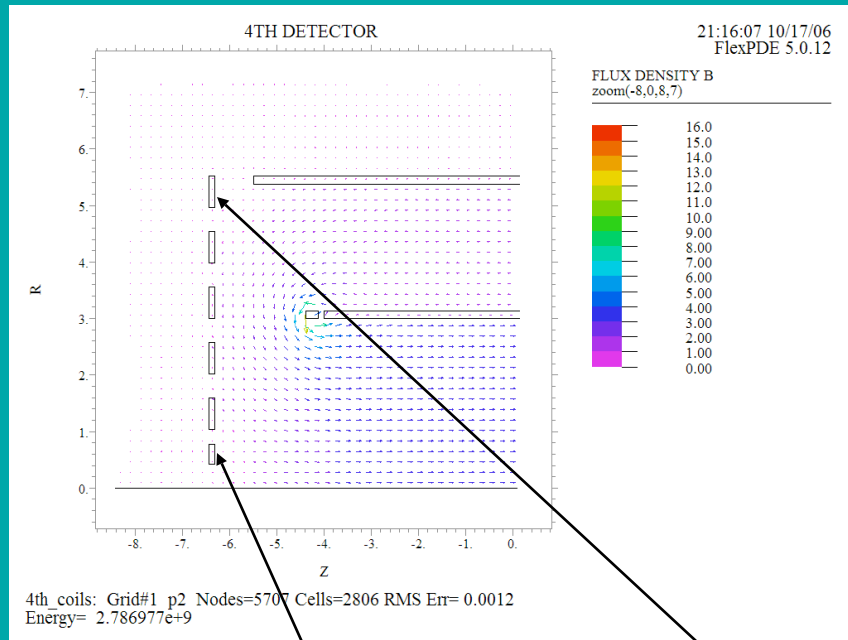 4TH DETECTOR
21:16:07 10/17/06
FlexPDE 5.0.12
FLUX DENSITY B
zoom(-8,0,8,7)
16.0
15.0
14.0
13.0
12.0
11.0
10.0
9.00
8.00
7.00
6.00
5.00
4.00
3.00
2.00
1.00
0.00
7.
6.
5.
4.
3.
2.
1.
0.
R
-8. -7. -6. -5. -4. -3. -2. -1. 0.
Z
4th_coils: Grid#1 p2 Nodes=5707 Cells=2806 RMS Err= 0.0012
Energy= 2.786977e+9